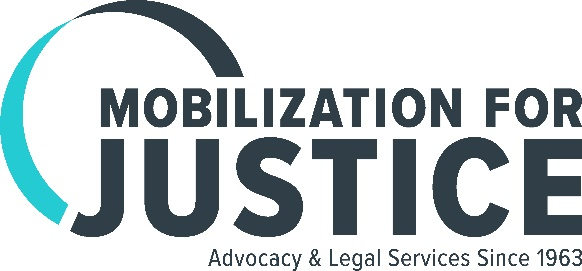 MOBILIZATION FOR
JUSTICE
Advocacy & Legal Services Since 1963